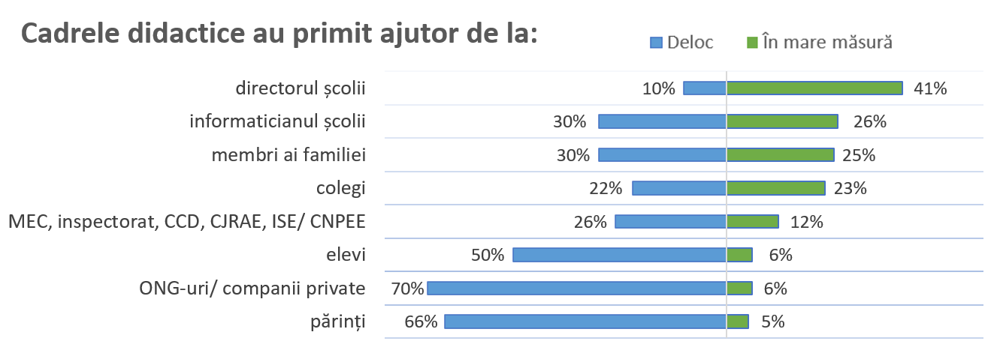 Cadrele didactice au primit ajutor de la:
Deloc În mare măsură
directorul școlii 10% 41%
informaticianul școlii 30% 26%
membri ai familiei 30% 25%
colegi 22% 23%
MEC, inspectorat, CCD, CJRAE, ISE/ CNPEE 26% 12%
elevi 50% 6%
ONG-uri/ companii private 70% 6%
părinți 66% 5%